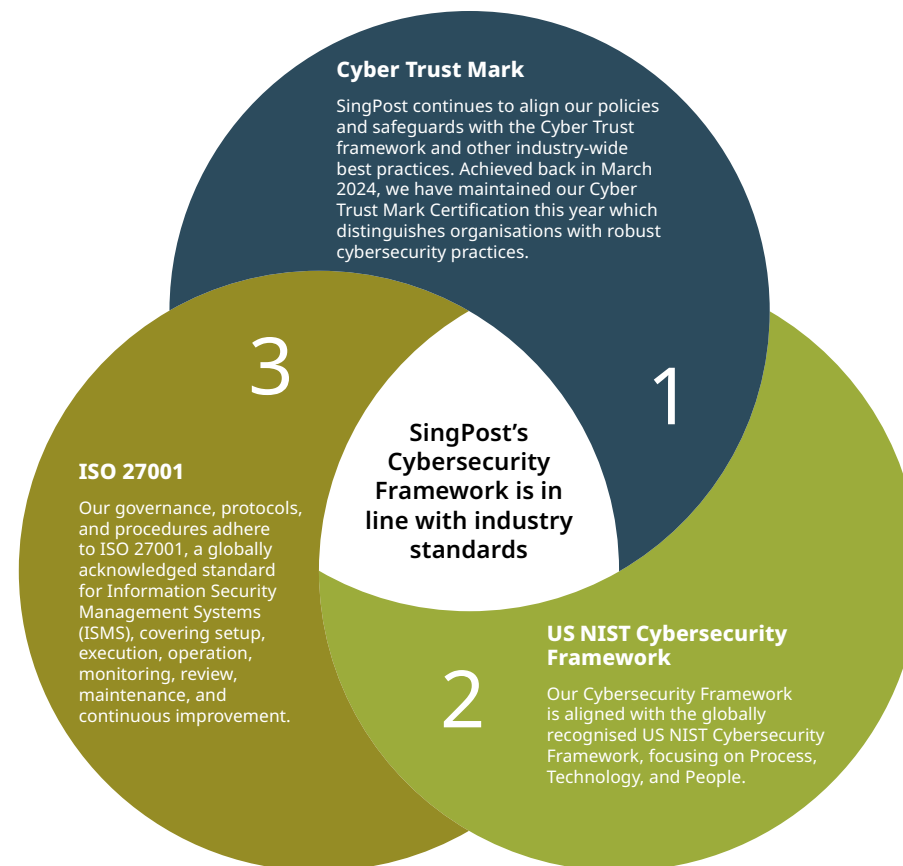 Cyber Trust Mark
SingPost continues to align our policies
and safeguards with the Cyber Trust
framework and other industry-wide
best practices. Achieved back in March
2024, we have maintained our Cyber
Trust Mark Certification this year which
distinguishes organisations with robust
cybersecurity practices.
1
SingPost’s
Cybersecurity
Framework is in
line with industry
standards
US NIST Cybersecurity
Framework
Our Cybersecurity Framework
is aligned with the globally
recognised US NIST Cybersecurity
Framework, focusing on Process,
Technology, and People.
2
3
ISO 27001
Our governance, protocols,
and procedures adhere
to ISO 27001, a globally
acknowledged standard
for Information Security
Management Systems
(ISMS), covering setup,
execution, operation,
monitoring, review,
maintenance, and
continuous improvement.